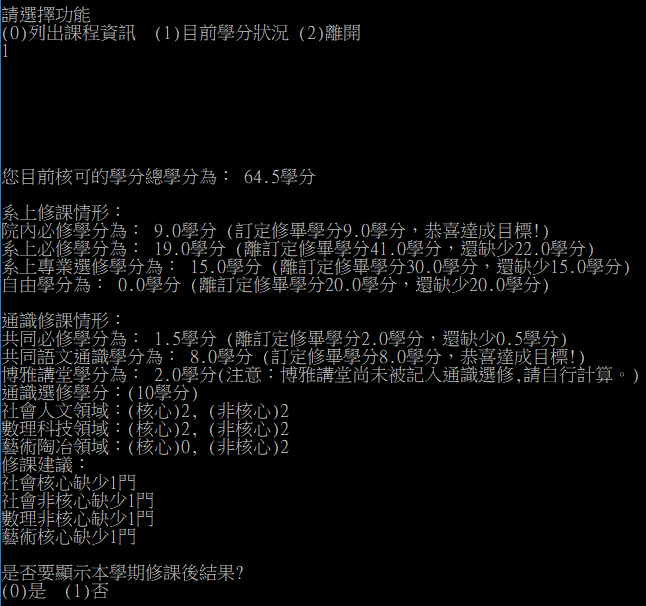 請選擇功能
(0)列出課程資訊  (1)目前學分狀況 (2)離開
1
您目前核可的學分總學分為： 64.5學分
系上修課情形：
院內必修學分為： 9.0學分 (訂定修畢學分9.0學分，恭喜達成目標!)
系上必修學分為： 19.0學分 (離訂定修畢學分41.0學分，還缺少22.0學分)
系上專業選修學分為： 15.0學分 (離訂定修畢學分30.0學分，還缺少15.0學分)
自由學分為： 0.0學分 (離訂定修畢學分20.0學分，還缺少20.0學分)
通識修課情形：
共同必修學分為： 1.5學分 (離訂定修畢學分2.0學分，還缺少0.5學分)
共同語文通識學分為： 8.0學分 (訂定修畢學分8.0學分，恭喜達成目標!)
博雅講堂學分為： 2.0學分(注意：博雅講堂尚未被記入通識選修,請自行計算。)
通識選修學分為：(10學分)
社會人文領域：(核心)2, (非核心)2
數理科技領域：(核心)2, (非核心)2
藝術陶冶領域：(核心)0, (非核心)2
修課建議：
社會核心缺少1門
社會非核心缺少1門
數理非核心缺少1門
藝術核心缺少1門
是否要顯示本學期修課後結果?
(0)是  (1)否